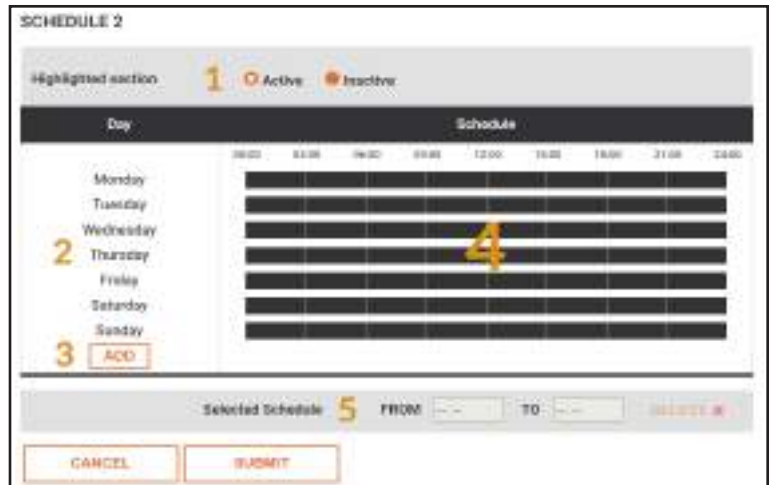 SCHEDULE 2
Highlighted section 1 Active Inactive
Day Schedule
00:00 03:00 06:00 09:00 12:00 15:00 18:00 21:00 24:00
Monday
Tuesday
Wednesday
2 Thursday 4
Friday
Saturday
Sunday
3 ADD
Selected Schedule 5 FROM -- TO -- DELETE
CANCEL SUBMIT